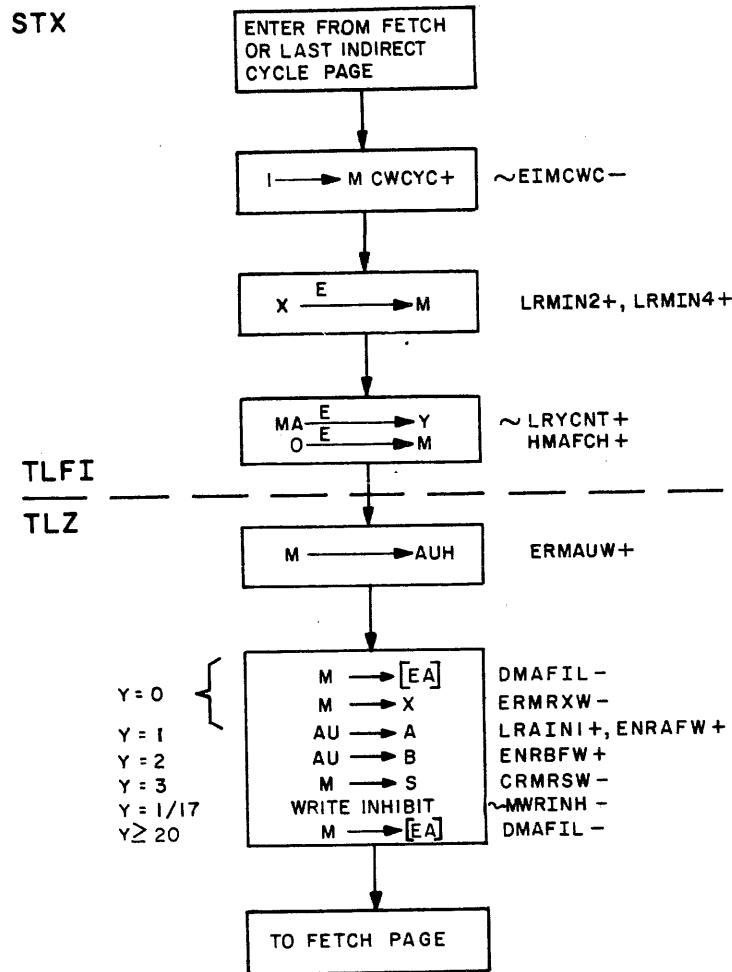 STX
ENTER FROM FETCH
OR LAST INDIRECT
CYCLE PAGE
I → M CWCYC+ ~EIMCWC−
X E → M LRMIN2+, LRMIN4+
MA E → Y ~LRYCNT+
O E → M HMAFCH+
TLFI
TLZ
M → AUH ERMAUW+
Y = 0 { M → [EA] DMAFIL−
M → X ERMRXW−
Y = 1 AU → A LRAIN1+, ENRAFW+
Y = 2 AU → B ENRBFW+
Y = 3 M → S CRMRSW−
Y = 1/17 WRITE INHIBIT ~MWRINH−
Y ≥ 20 M → [EA] DMAFIL−
TO FETCH PAGE